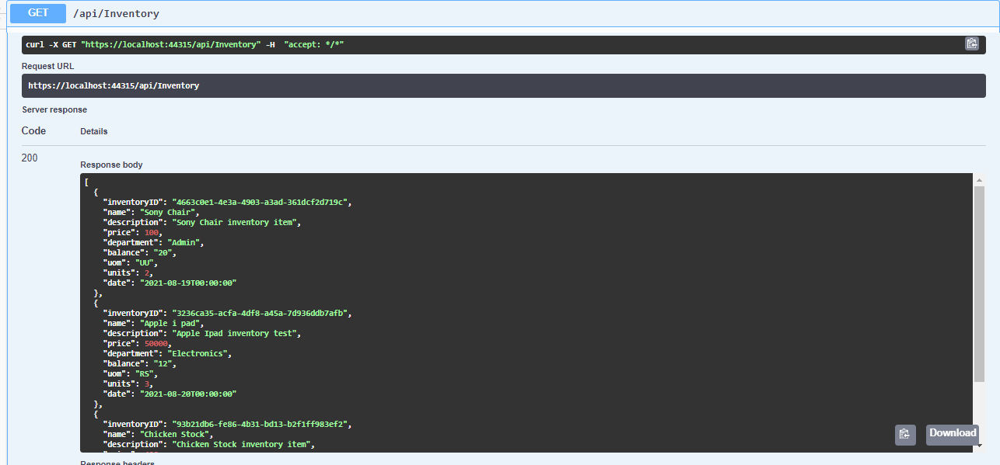 GET /api/Inventory
curl -X GET "https://localhost:44315/api/Inventory" -H  "accept: */*"
Request URL
https://localhost:44315/api/Inventory
Server response
Code Details
200
Response body
[
  {
    "inventoryID": "4663c0e1-4e3a-4903-a3ad-361dcf2d719c",
    "name": "Sony Chair",
    "description": "Sony Chair inventory item",
    "price": 100,
    "department": "Admin",
    "balance": "20",
    "uom": "UU",
    "units": 2,
    "date": "2021-08-19T00:00:00"
  },
  {
    "inventoryID": "3236ca35-acfa-4df8-a45a-7d936ddb7afb",
    "name": "Apple i pad",
    "description": "Apple Ipad inventory test",
    "price": 50000,
    "department": "Electronics",
    "balance": "12",
    "uom": "RS",
    "units": 3,
    "date": "2021-08-20T00:00:00"
  },
  {
    "inventoryID": "93b21db6-fe86-4b31-bd13-b2f1ff983ef2",
    "name": "Chicken Stock",
    "description": "Chicken Stock inventory item",
Download
Response headers